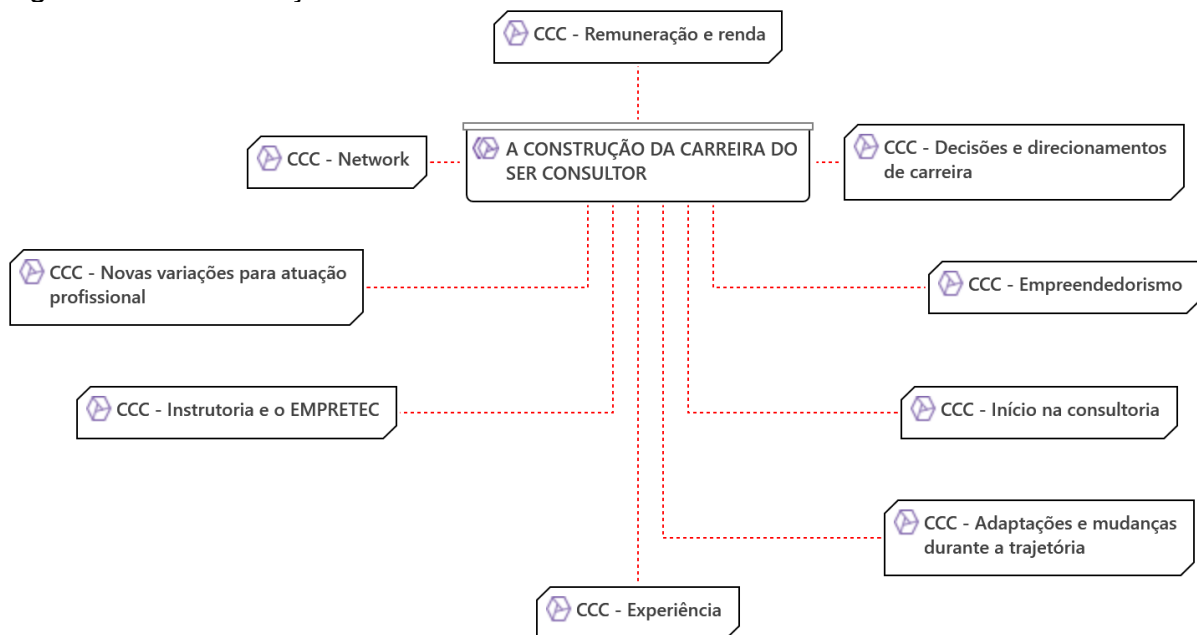 CCC - Remuneração e renda
CCC - Network
A CONSTRUÇÃO DA CARREIRA DO
SER CONSULTOR
CCC - Decisões e direcionamentos
de carreira
CCC - Novas variações para atuação
profissional
CCC - Empreendedorismo
CCC - Instrutoria e o EMPRETEC
CCC - Início na consultoria
CCC - Adaptações e mudanças
durante a trajetória
CCC - Experiência